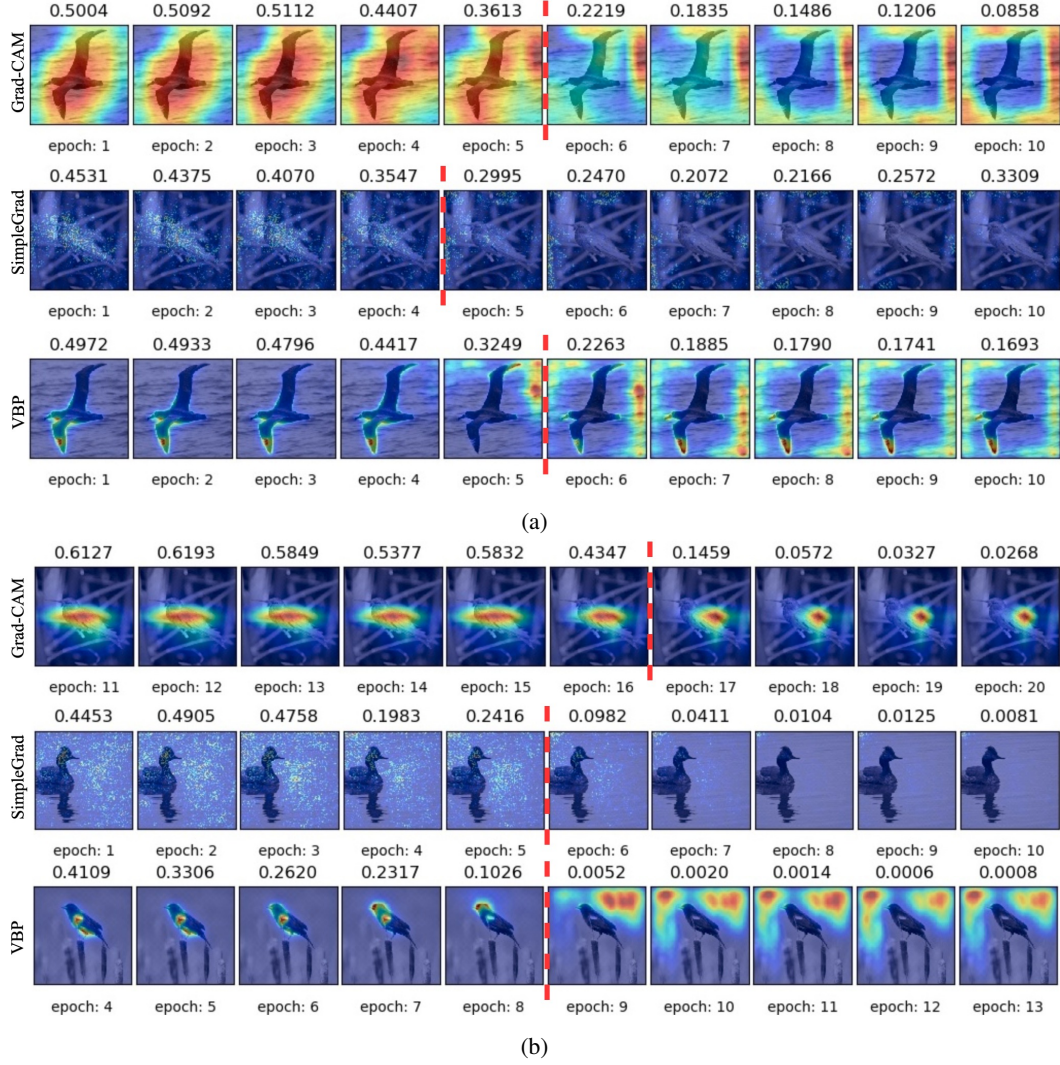 0.5004 0.5092 0.5112 0.4407 0.3613 0.2219 0.1835 0.1486 0.1206 0.0858
Grad-CAM
epoch: 1 epoch: 2 epoch: 3 epoch: 4 epoch: 5 epoch: 6 epoch: 7 epoch: 8 epoch: 9 epoch: 10
0.4531 0.4375 0.4070 0.3547 0.2995 0.2470 0.2072 0.2166 0.2572 0.3309
SimpleGrad
epoch: 1 epoch: 2 epoch: 3 epoch: 4 epoch: 5 epoch: 6 epoch: 7 epoch: 8 epoch: 9 epoch: 10
0.4972 0.4933 0.4796 0.4417 0.3249 0.2263 0.1885 0.1790 0.1741 0.1693
VBP
epoch: 1 epoch: 2 epoch: 3 epoch: 4 epoch: 5 epoch: 6 epoch: 7 epoch: 8 epoch: 9 epoch: 10
(a)
0.6127 0.6193 0.5849 0.5377 0.5832 0.4347 0.1459 0.0572 0.0327 0.0268
Grad-CAM
epoch: 11 epoch: 12 epoch: 13 epoch: 14 epoch: 15 epoch: 16 epoch: 17 epoch: 18 epoch: 19 epoch: 20
0.4453 0.4905 0.4758 0.1983 0.2416 0.0982 0.0411 0.0104 0.0125 0.0081
SimpleGrad
epoch: 1 epoch: 2 epoch: 3 epoch: 4 epoch: 5 epoch: 6 epoch: 7 epoch: 8 epoch: 9 epoch: 10
0.4109 0.3306 0.2620 0.2317 0.1026 0.0052 0.0020 0.0014 0.0006 0.0008
VBP
epoch: 4 epoch: 5 epoch: 6 epoch: 7 epoch: 8 epoch: 9 epoch: 10 epoch: 11 epoch: 12 epoch: 13
(b)